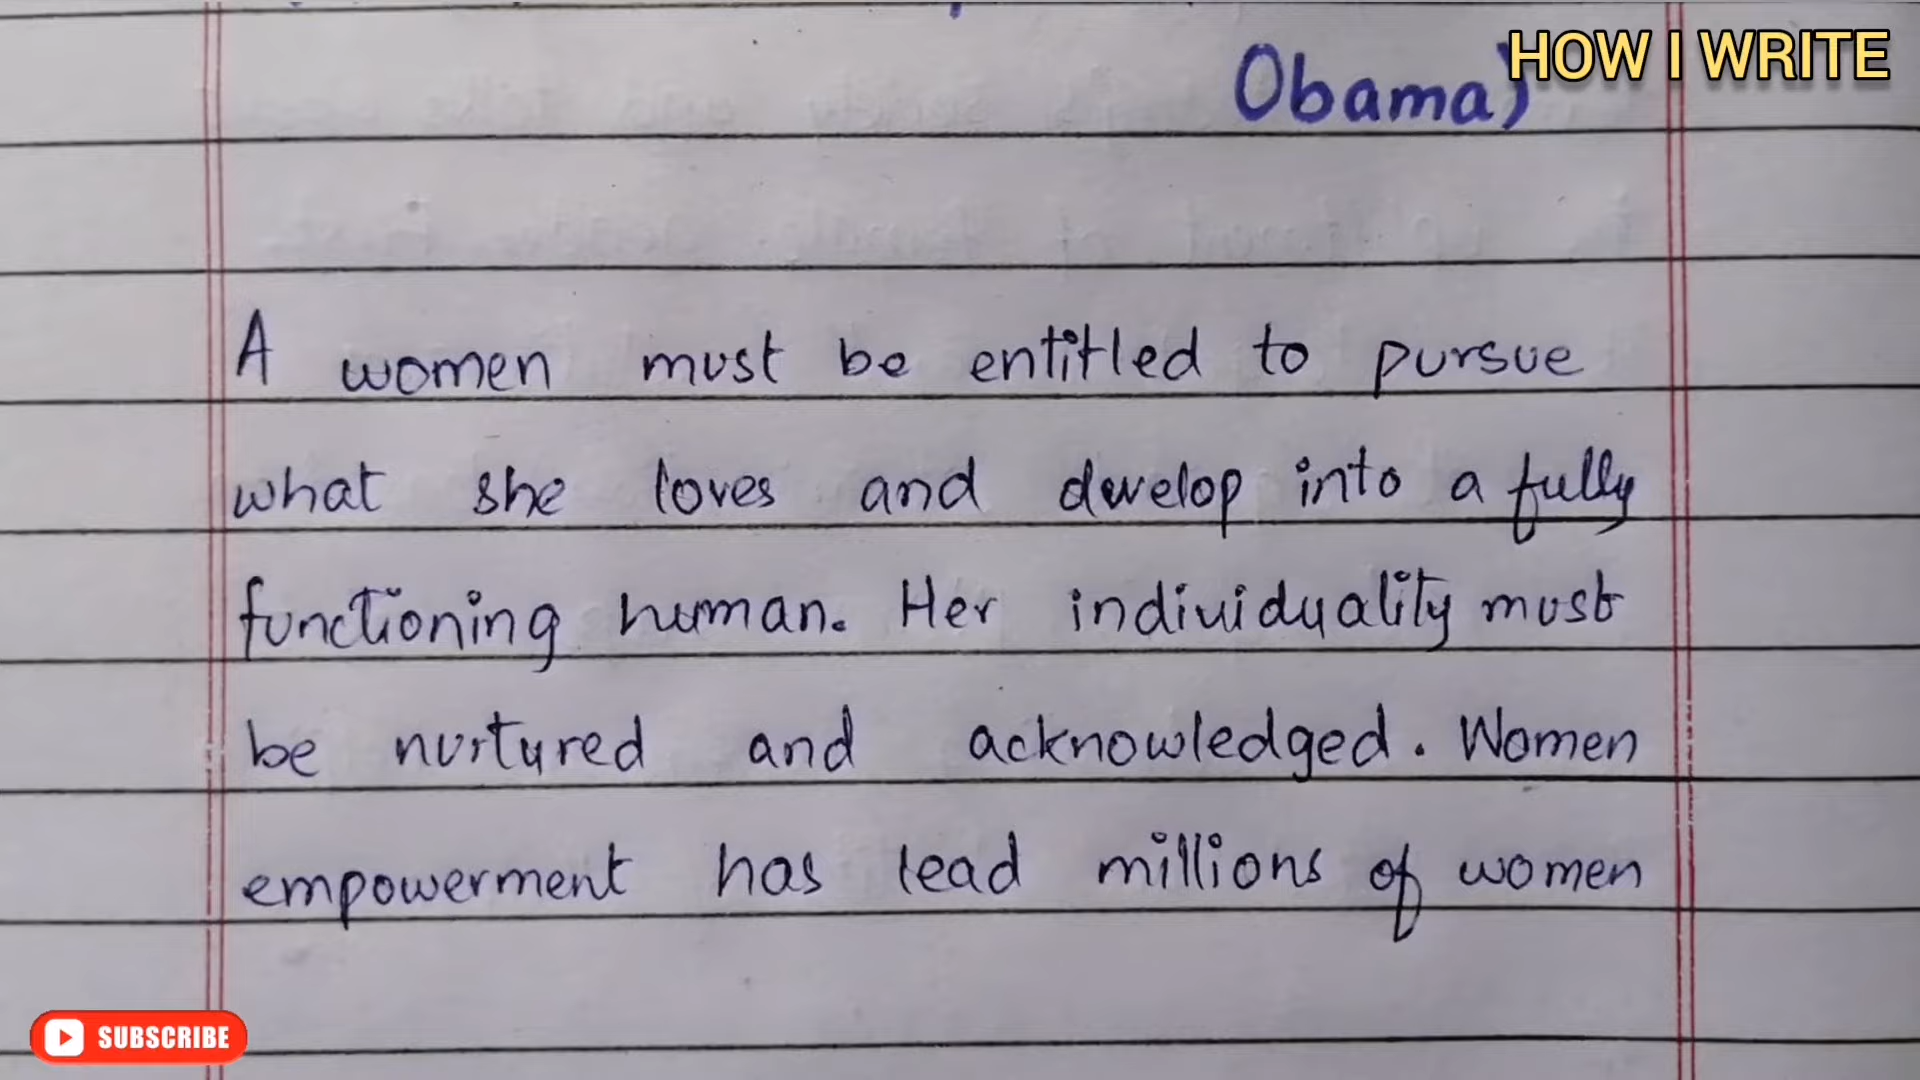 HOW I WRITE
Obama)
A women must be entitled to pursue
what she loves and develop into a fully
functioning human. Her individuality must
be nurtured and acknowledged. Women
empowerment has lead millions of women
SUBSCRIBE